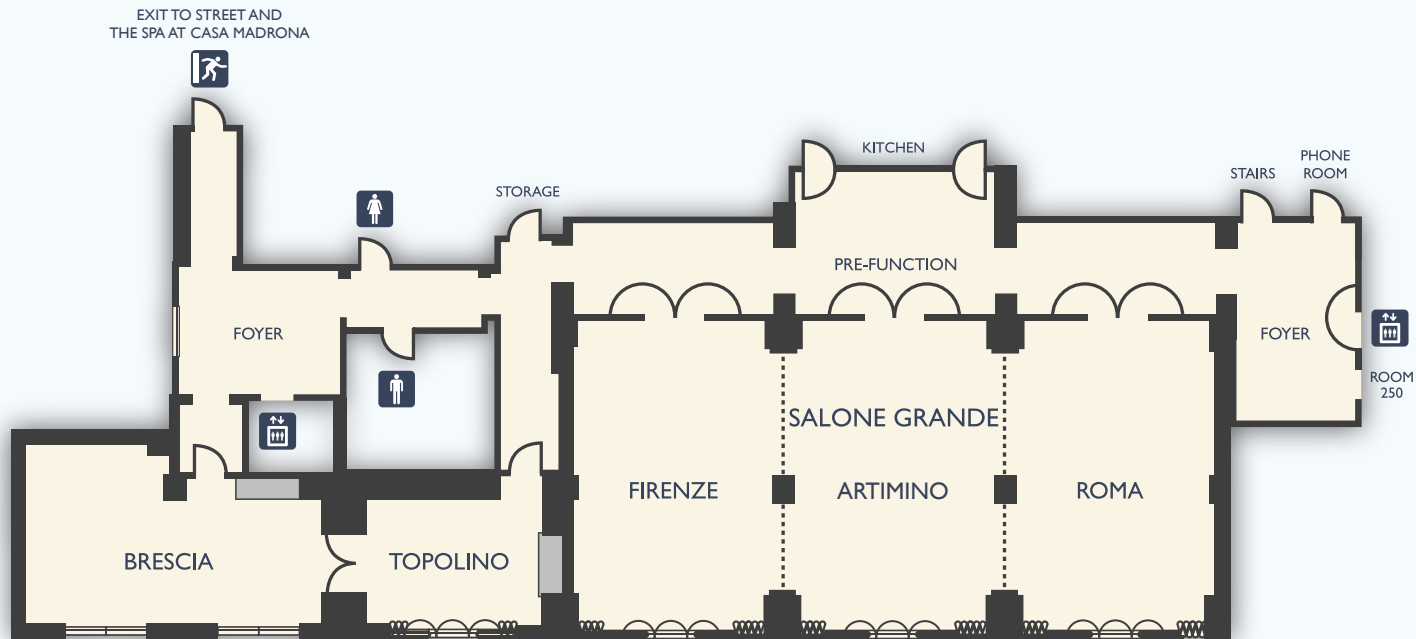 EXIT TO STREET AND
THE SPA AT CASA MADRONA
KITCHEN
STORAGE
STAIRS
PHONE
ROOM
PRE-FUNCTION
FOYER
FOYER
ROOM
250
SALONE GRANDE
FIRENZE
ARTIMINO
ROMA
BRESCIA
TOPOLINO